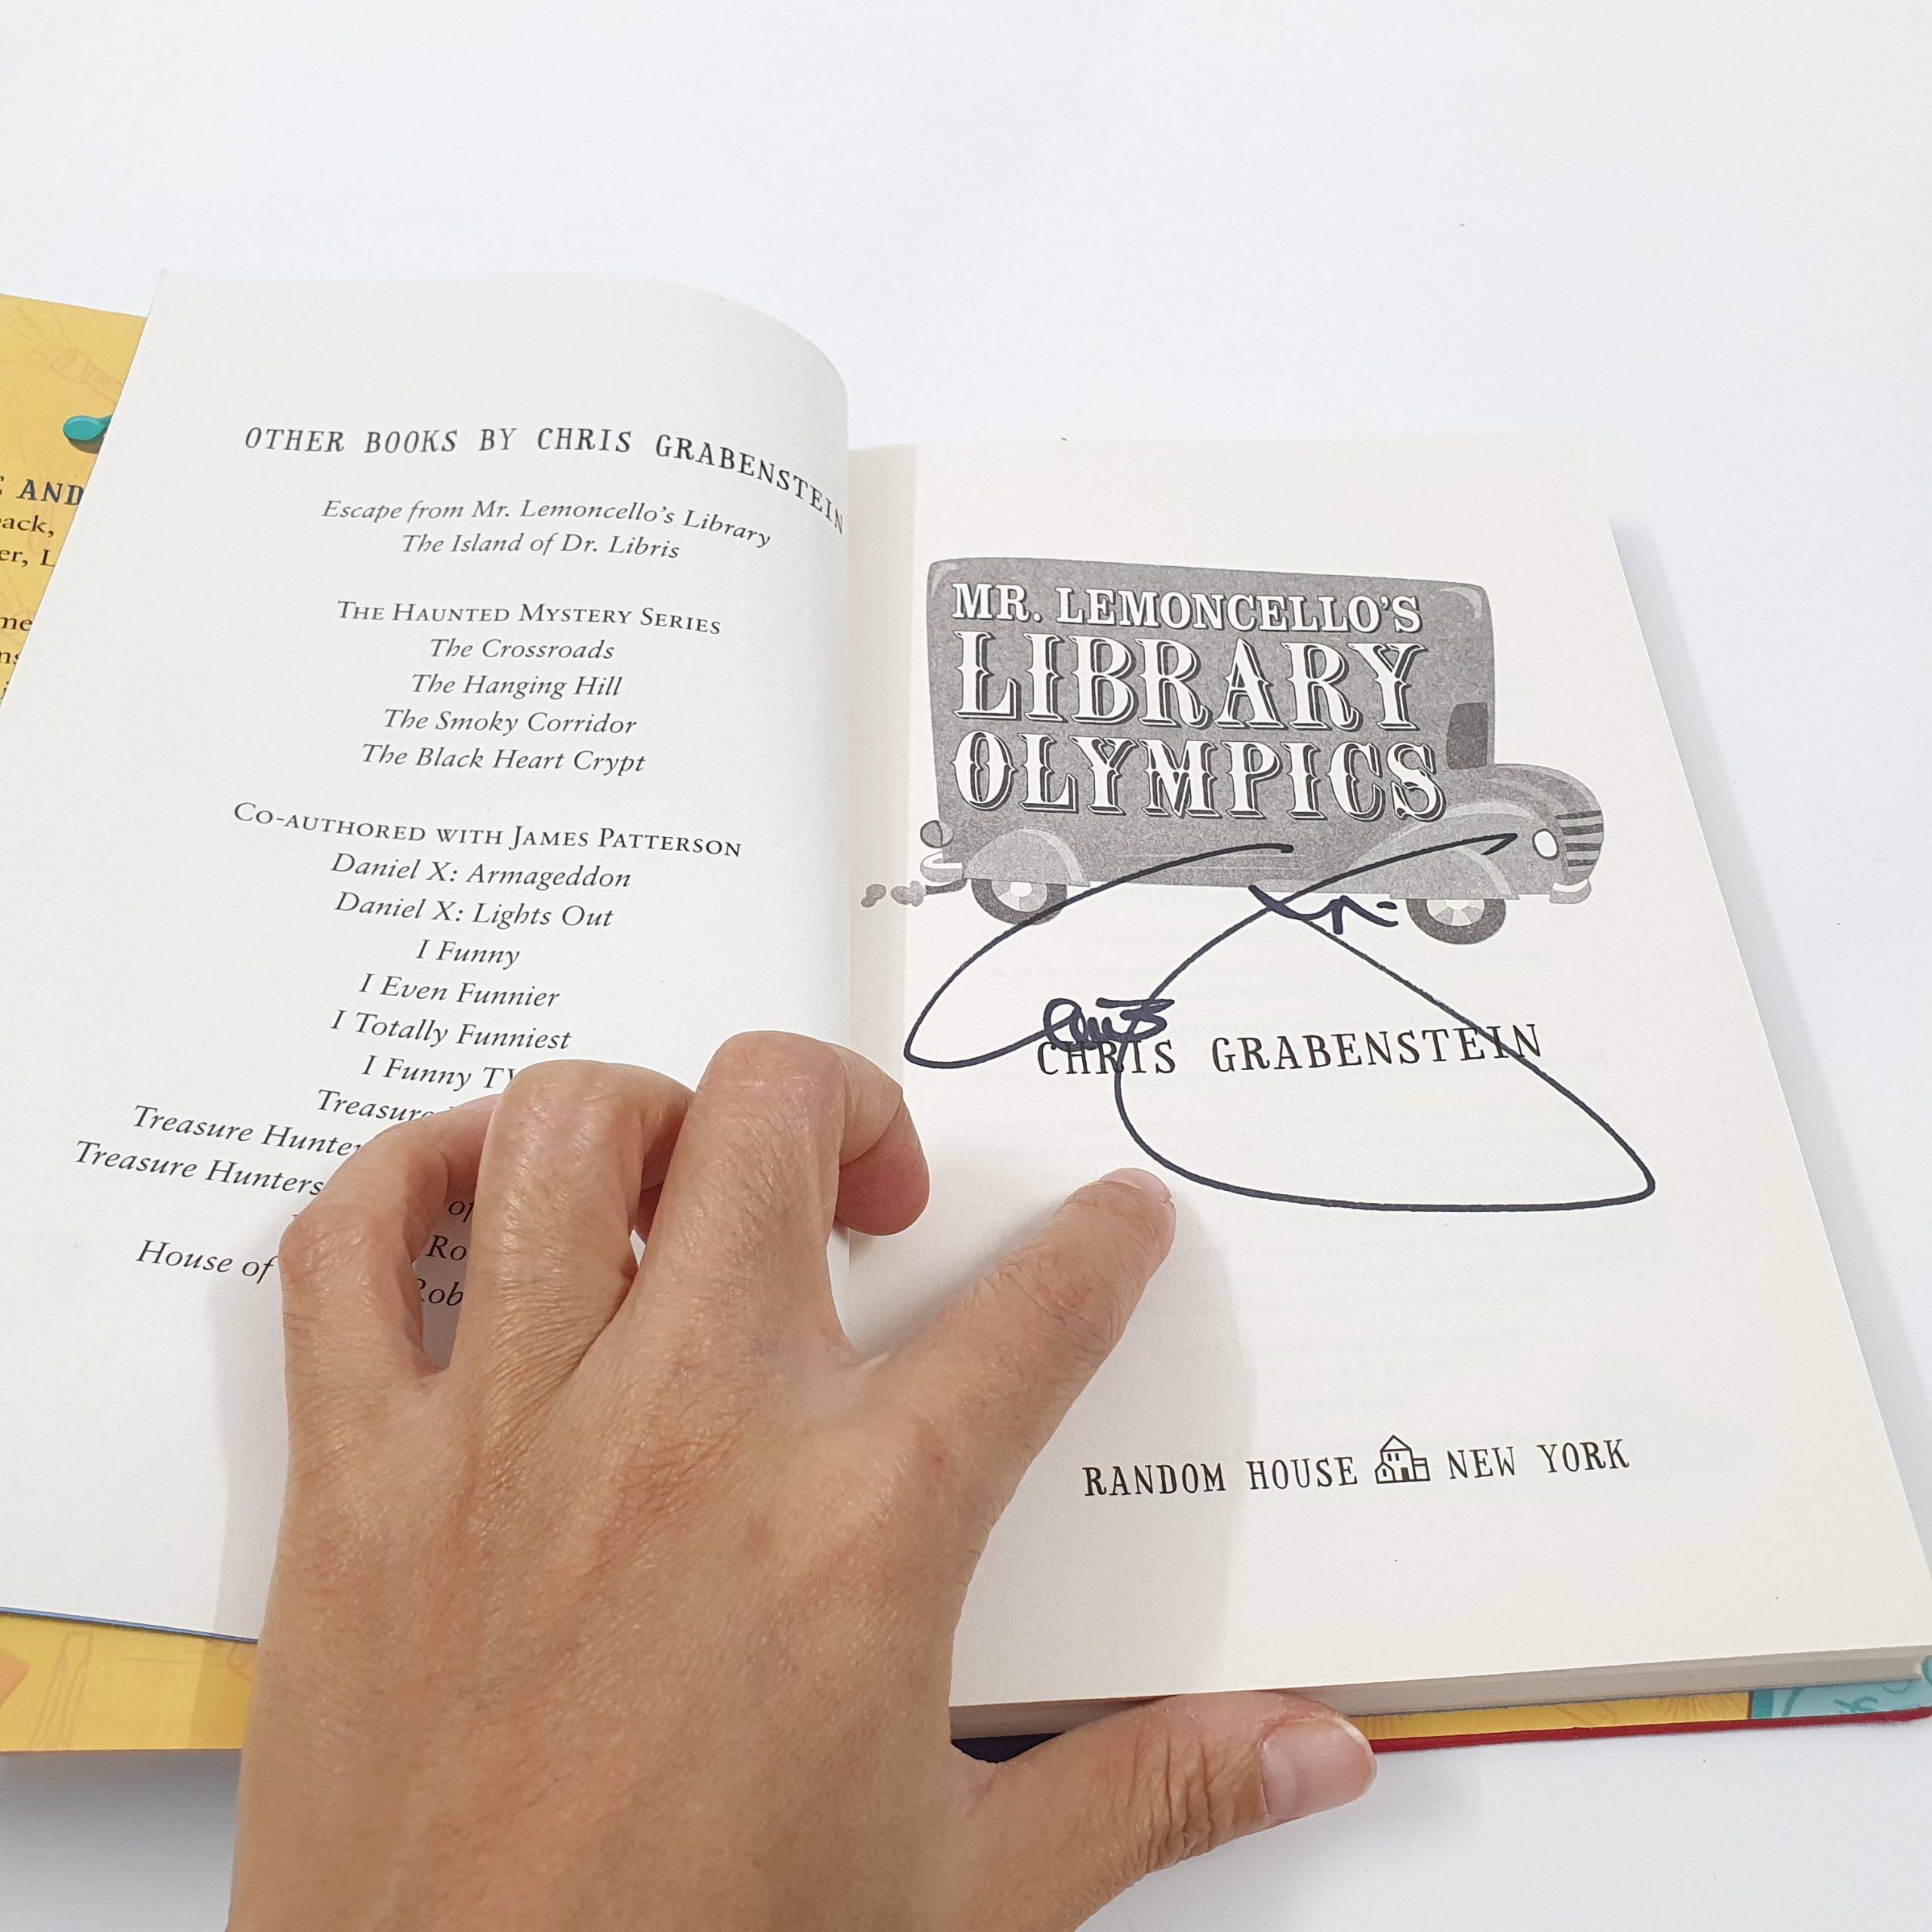 E AND
ack,
er, L
me
OTHER BOOKS BY CHRIS GRABENSTEIN
Escape from Mr. Lemoncello's Library
The Island of Dr. Libris
THE HAUNTED MYSTERY SERIES
The Crossroads
The Hanging Hill
The Smoky Corridor
The Black Heart Crypt
CO-AUTHORED WITH JAMES PATTERSON
Daniel X: Armageddon
Daniel X: Lights Out
I Funny
I Even Funnier
I Totally Funniest
I Funny TV
Treasure
Treasure Hunter
Treasure Hunters
of
House of Ro
Rob
MR. LEMONCELLO'S
LIBRARY
OLYMPICS
CHRIS GRABENSTEIN
RANDOM HOUSE NEW YORK